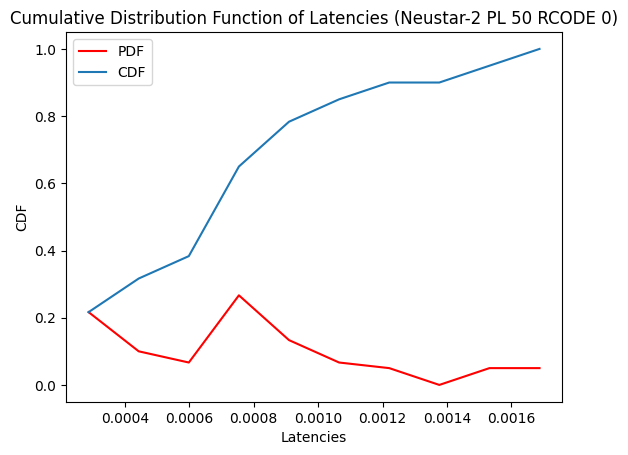 Cumulative Distribution Function of Latencies (Neustar-2 PL 50 RCODE 0)
PDF
CDF
1.0
0.8
0.6
0.4
0.2
0.0
CDF
0.0004 0.0006 0.0008 0.0010 0.0012 0.0014 0.0016
Latencies